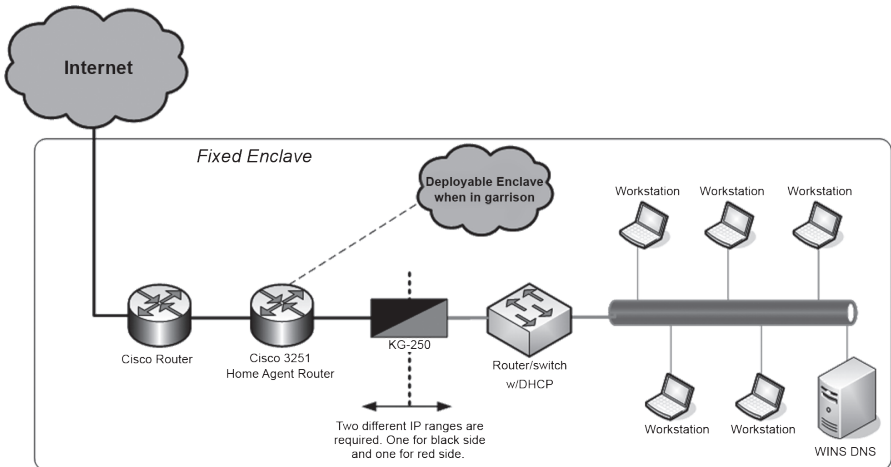 Internet
Fixed Enclave
Deployable Enclave
when in garrison
Workstation
Workstation
Workstation
Cisco Router
Cisco 3251
Home Agent Router
KG-250
Router/switch
w/DHCP
Two different IP ranges are
required. One for black side
and one for red side.
Workstation
Workstation
WINS DNS